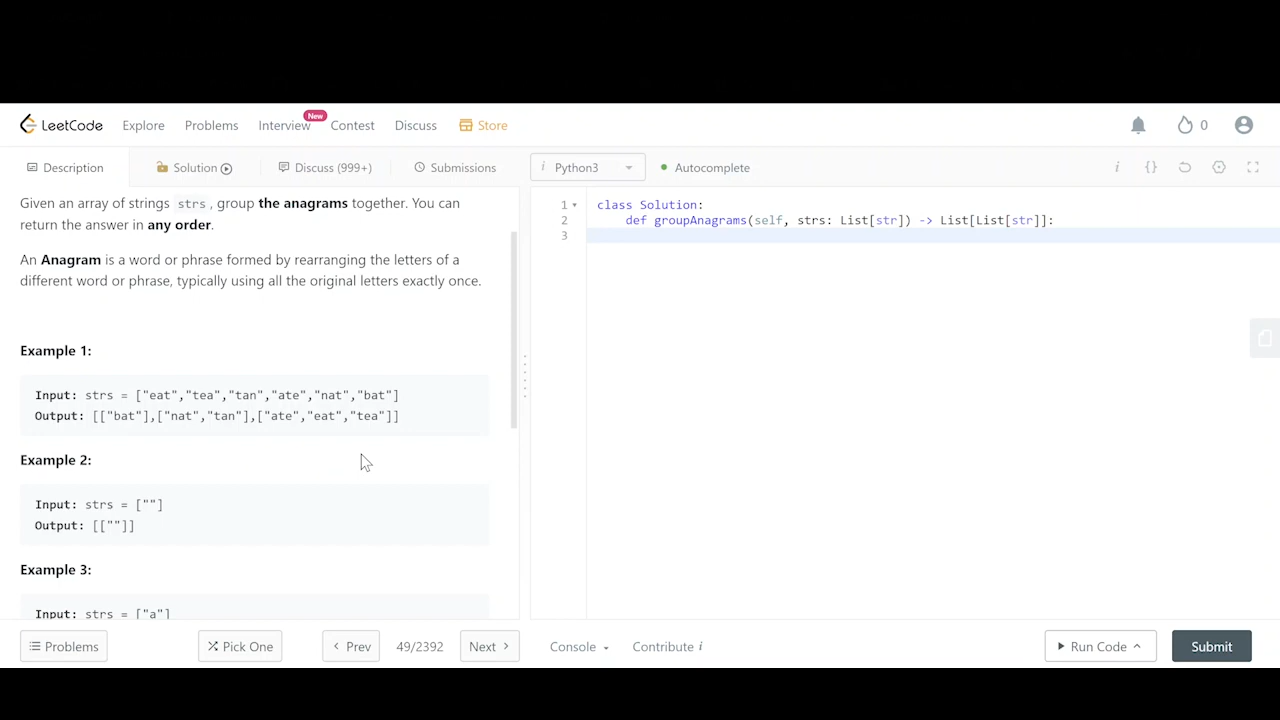 LeetCode Explore Problems Interview New Contest Discuss Store 0
Description Solution Discuss (999+) Submissions i Python3 Autocomplete i {}
Given an array of strings strs, group the anagrams together. You can
return the answer in any order.
An Anagram is a word or phrase formed by rearranging the letters of a
different word or phrase, typically using all the original letters exactly once.
Example 1:
Input: strs = ["eat","tea","tan","ate","nat","bat"]
Output: [["bat"],["nat","tan"],["ate","eat","tea"]]
Example 2:
Input: strs = [""]
Output: [[""]]
Example 3:
Input: strs = ["a"]
1 class Solution:
2 def groupAnagrams(self, strs: List[str]) -> List[List[str]]:
3
Problems Pick One < Prev 49/2392 Next > Console Contribute i Run Code Submit